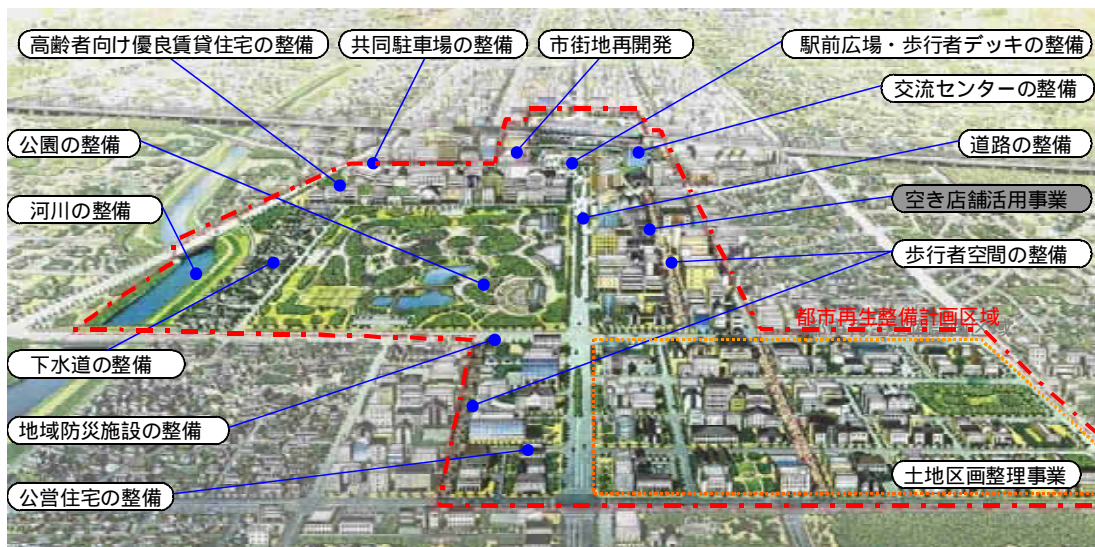 高齢者向け優良賃貸住宅の整備
共同駐車場の整備
市街地再開発
駅前広場・歩行者デッキの整備
交流センターの整備
公園の整備
道路の整備
河川の整備
空き店舗活用事業
歩行者空間の整備
都市再生整備計画区域
下水道の整備
地域防災施設の整備
土地区画整理事業
公営住宅の整備